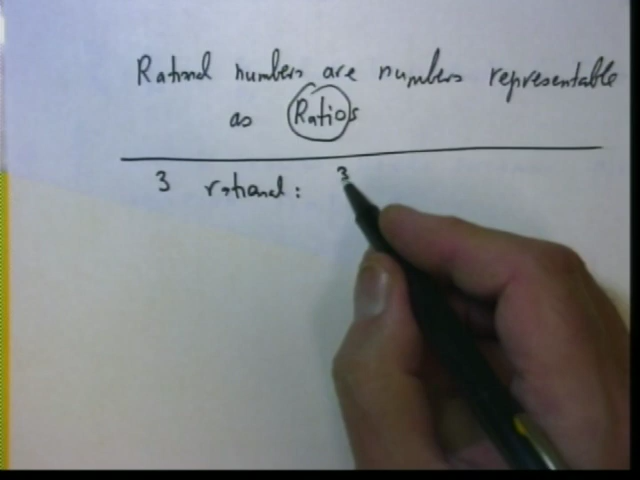 Rational numbers are numbers representable
as Ratios
3 rational: 3